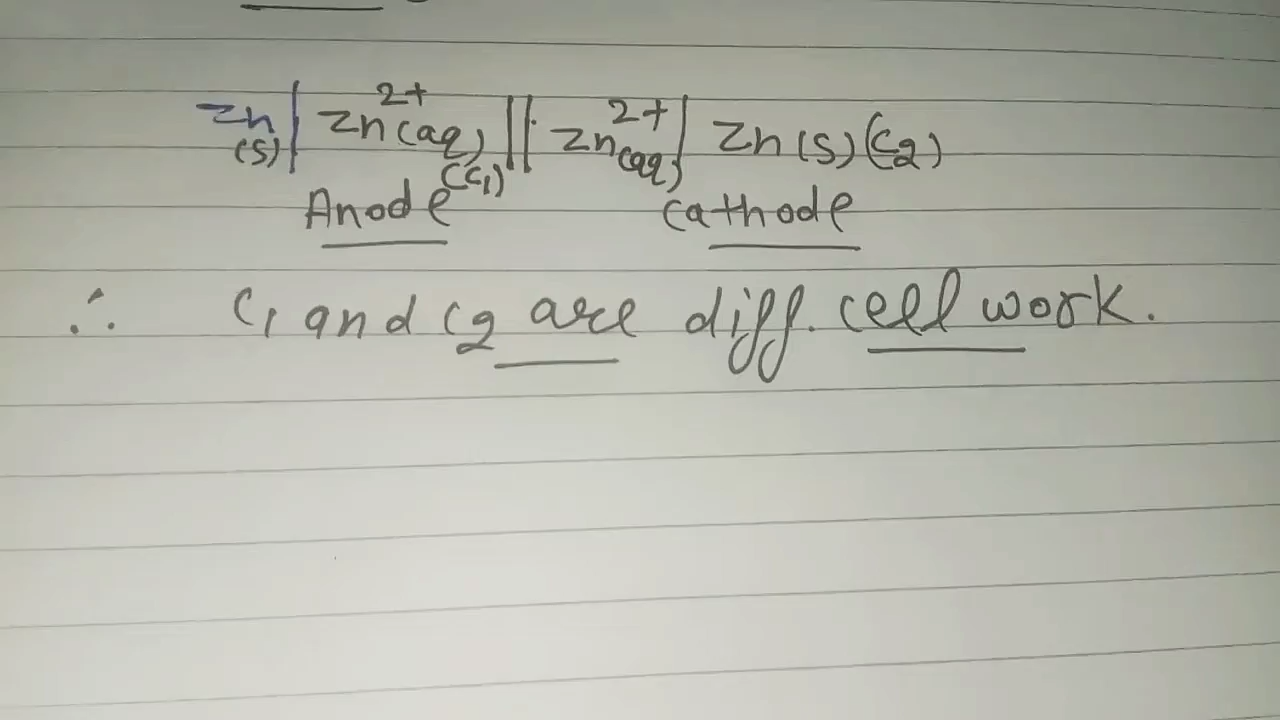 Zn(s) | Zn²⁺(aq) (C₁) || Zn²⁺(aq) | Zn(s) (C₂)
Anode Cathode
∴ C₁ and C₂ are diff. cell work.